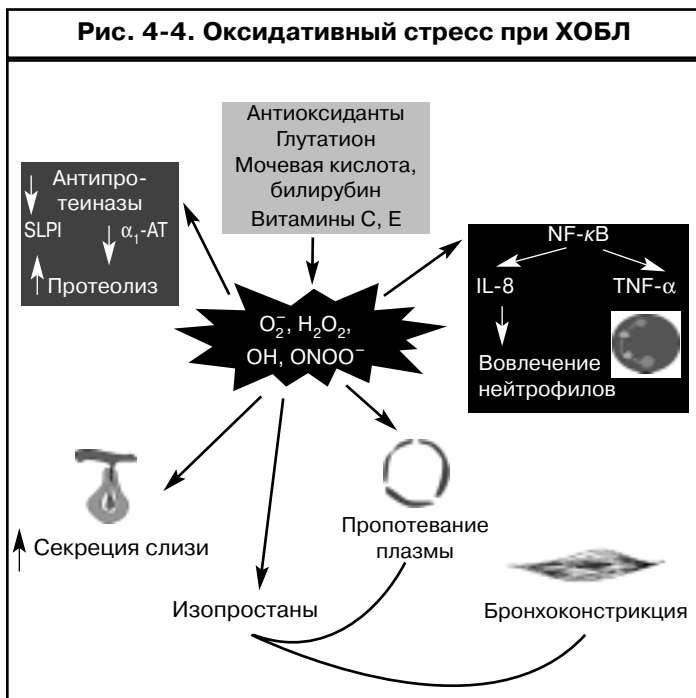 Рис. 4-4. Оксидативный стресс при ХОБЛ
Антиоксиданты
Глутатион
Мочевая кислота,
билирубин
Витамины С, Е
↓ Антипро-
теиназы
SLPI ↓ α₁-АТ
↑ Протеолиз
NF-κB
IL-8 TNF-α
Вовлечение
нейтрофилов
O₂⁻, H₂O₂,
OH, ONOO⁻
↑ Секреция слизи
Пропотевание
плазмы
Изопростаны
Бронхоконстрикция